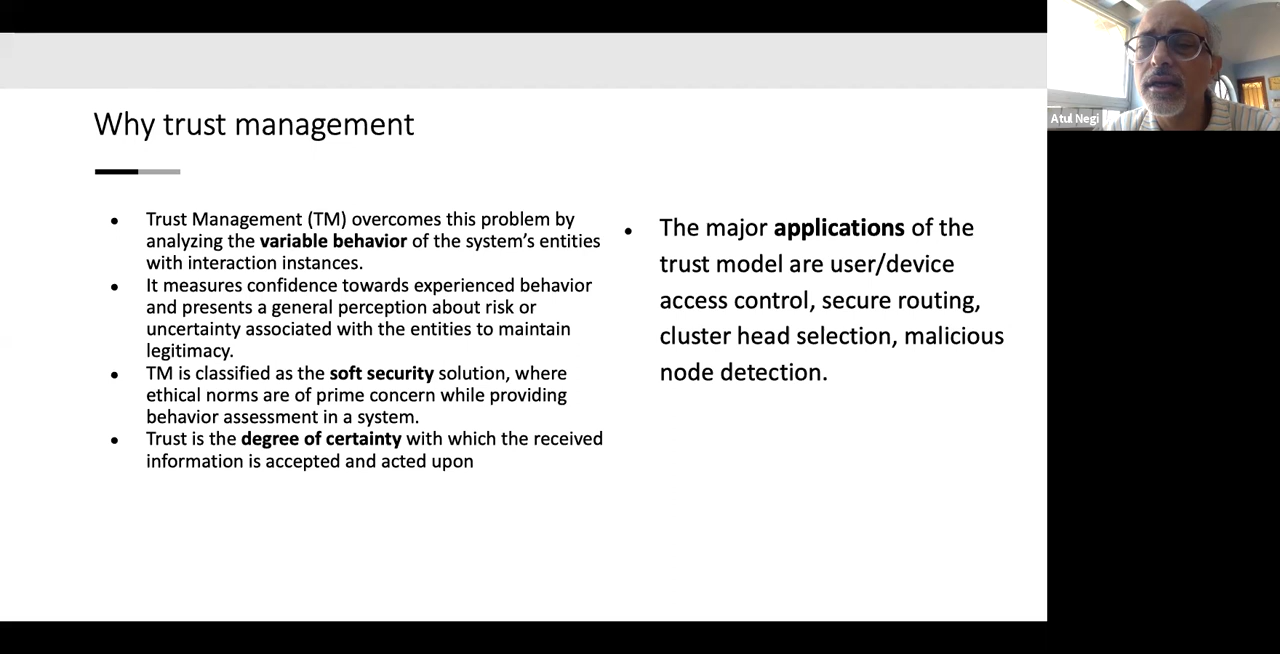 Why trust management
• Trust Management (TM) overcomes this problem by
analyzing the variable behavior of the system's entities
with interaction instances.
• It measures confidence towards experienced behavior
and presents a general perception about risk or
uncertainty associated with the entities to maintain
legitimacy.
• TM is classified as the soft security solution, where
ethical norms are of prime concern while providing
behavior assessment in a system.
• Trust is the degree of certainty with which the received
information is accepted and acted upon
• The major applications of the
trust model are user/device
access control, secure routing,
cluster head selection, malicious
node detection.
Atul Negi